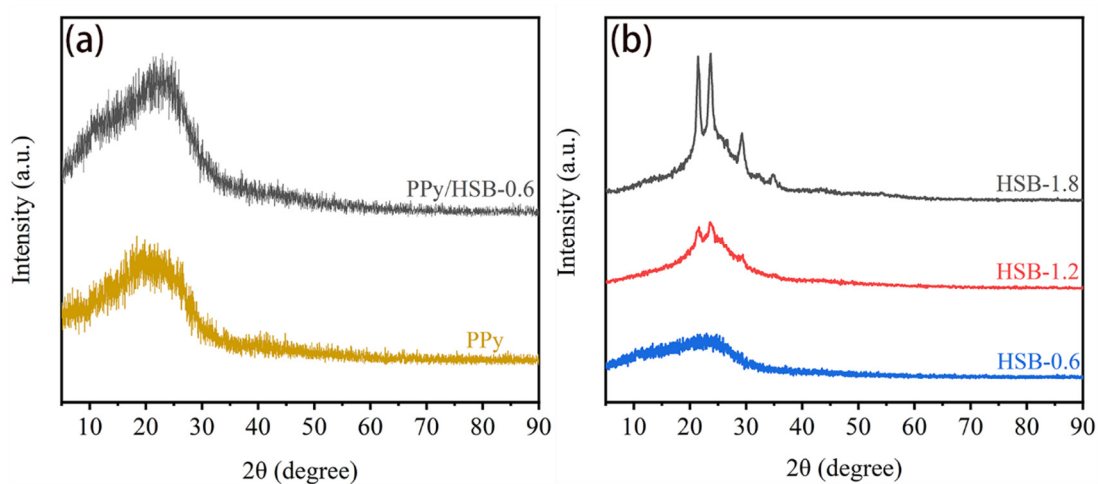 (a)
Intensity (a.u.)
PPy/HSB-0.6
PPy
10 20 30 40 50 60 70 80 90
2θ (degree)
(b)
Intensity (a.u.)
HSB-1.8
HSB-1.2
HSB-0.6
10 20 30 40 50 60 70 80 90
2θ (degree)